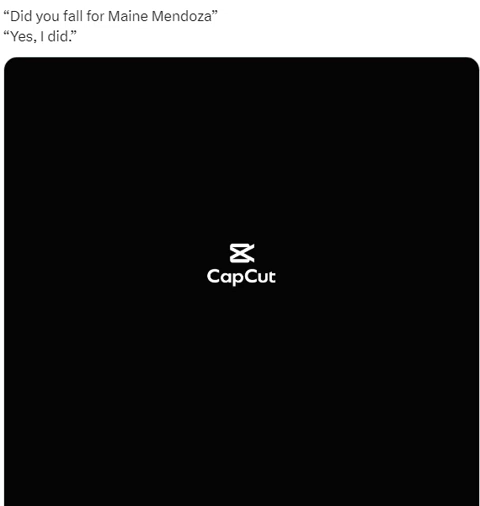 “Did you fall for Maine Mendoza”
“Yes, I did.”
CapCut